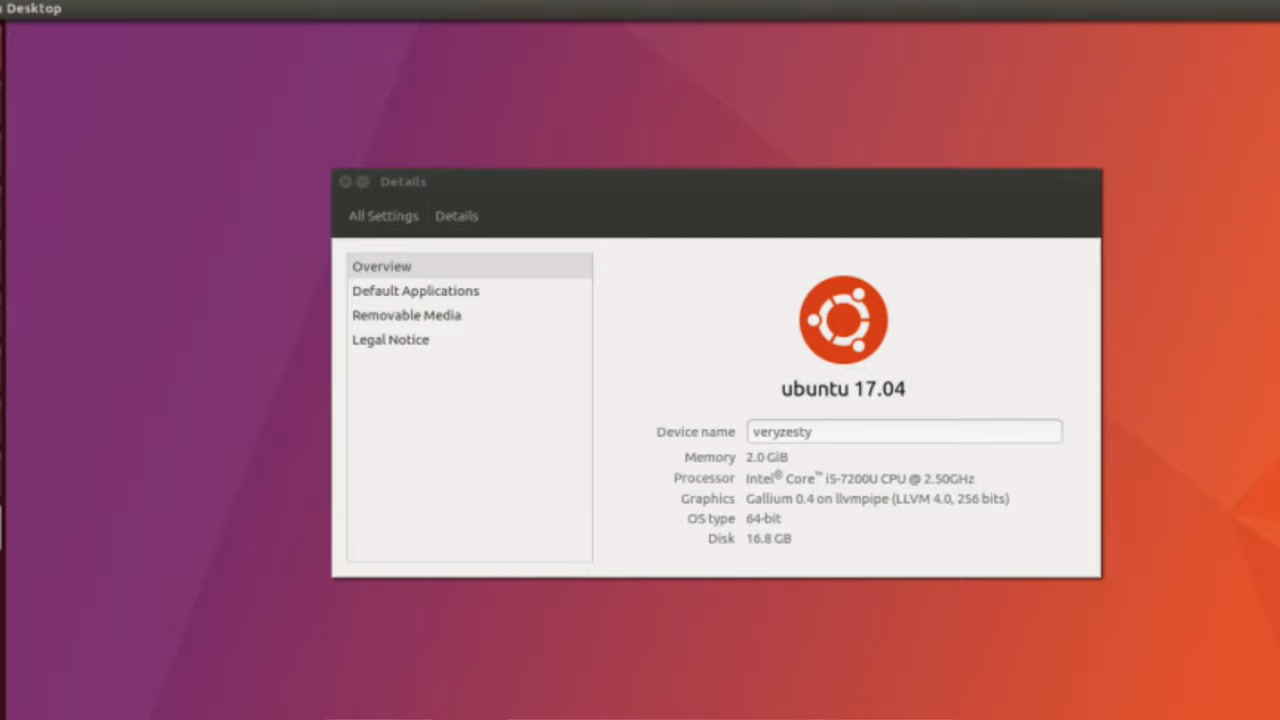 Desktop
Details
All Settings Details
Overview
Default Applications
Removable Media
Legal Notice
ubuntu 17.04
Device name veryzesty
Memory 2.0 GiB
Processor Intel® Core™ i5-7200U CPU @ 2.50GHz
Graphics Gallium 0.4 on llvmpipe (LLVM 4.0, 256 bits)
OS type 64-bit
Disk 16.8 GB